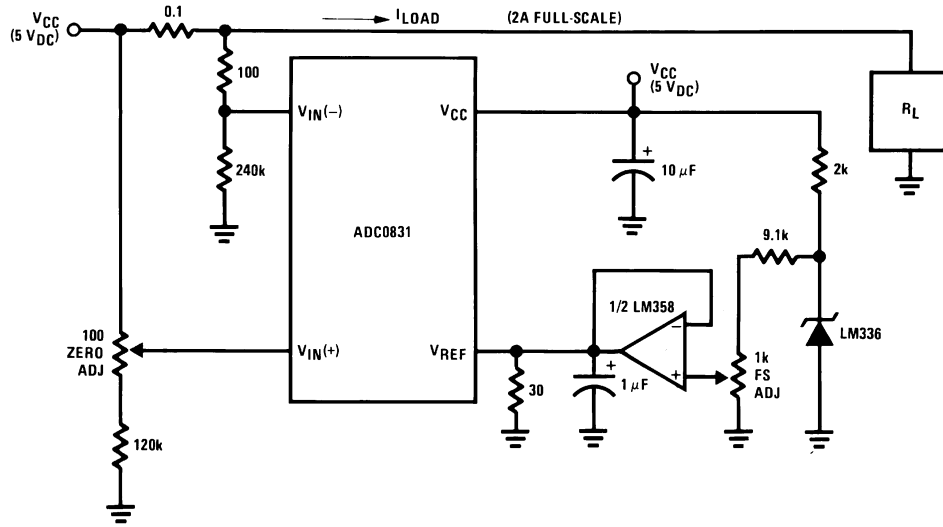 0.1
I LOAD (2A FULL-SCALE)
VCC
(5 VDC)
100
VIN(−)
VCC
VCC
(5 VDC)
RL
240k
+
10 μF
2k
ADC0831
9.1k
1/2 LM358
−
LM336
100
ZERO
ADJ
VIN(+)
VREF
+
+
1k
FS
ADJ
30
1 μF
120k